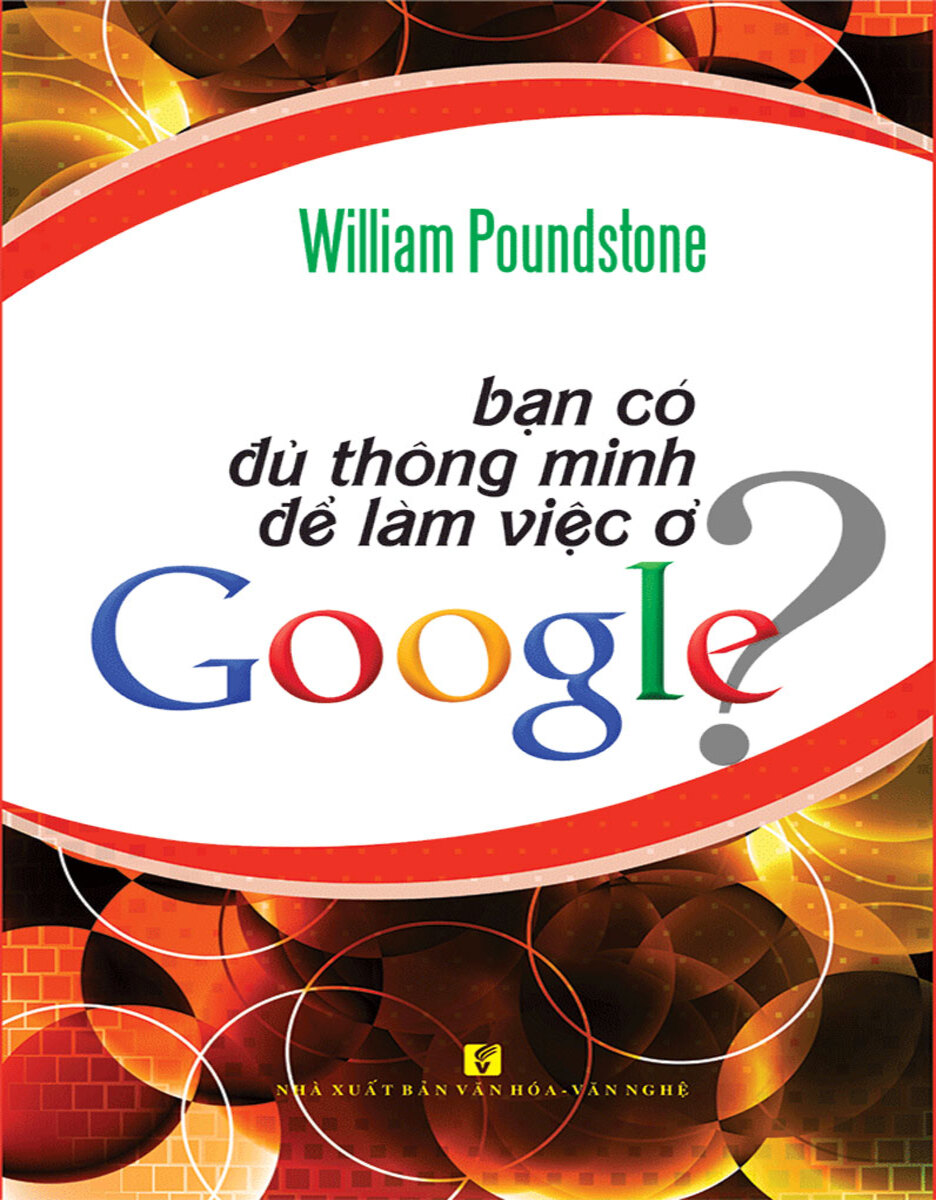 William Poundstone
bạn có
đủ thông minh
để làm việc ở
Google?
V
NHÀ XUẤT BẢN VĂN HÓA - VĂN NGHỆ